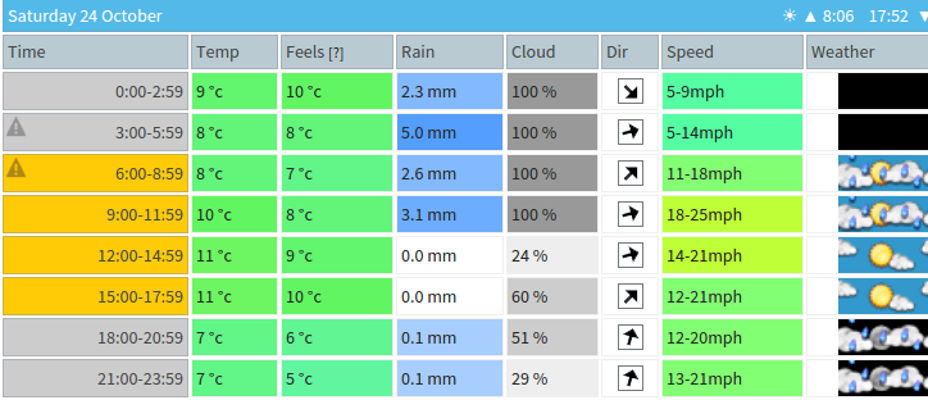 Saturday 24 October ☀ ▲ 8:06 17:52 ▼
Time Temp Feels [?] Rain Cloud Dir Speed Weather
0:00-2:59 9 °c 10 °c 2.3 mm 100 % 5-9mph
3:00-5:59 8 °c 8 °c 5.0 mm 100 % 5-14mph
6:00-8:59 8 °c 7 °c 2.6 mm 100 % 11-18mph
9:00-11:59 10 °c 8 °c 3.1 mm 100 % 18-25mph
12:00-14:59 11 °c 9 °c 0.0 mm 24 % 14-21mph
15:00-17:59 11 °c 10 °c 0.0 mm 60 % 12-21mph
18:00-20:59 7 °c 6 °c 0.1 mm 51 % 12-20mph
21:00-23:59 7 °c 5 °c 0.1 mm 29 % 13-21mph